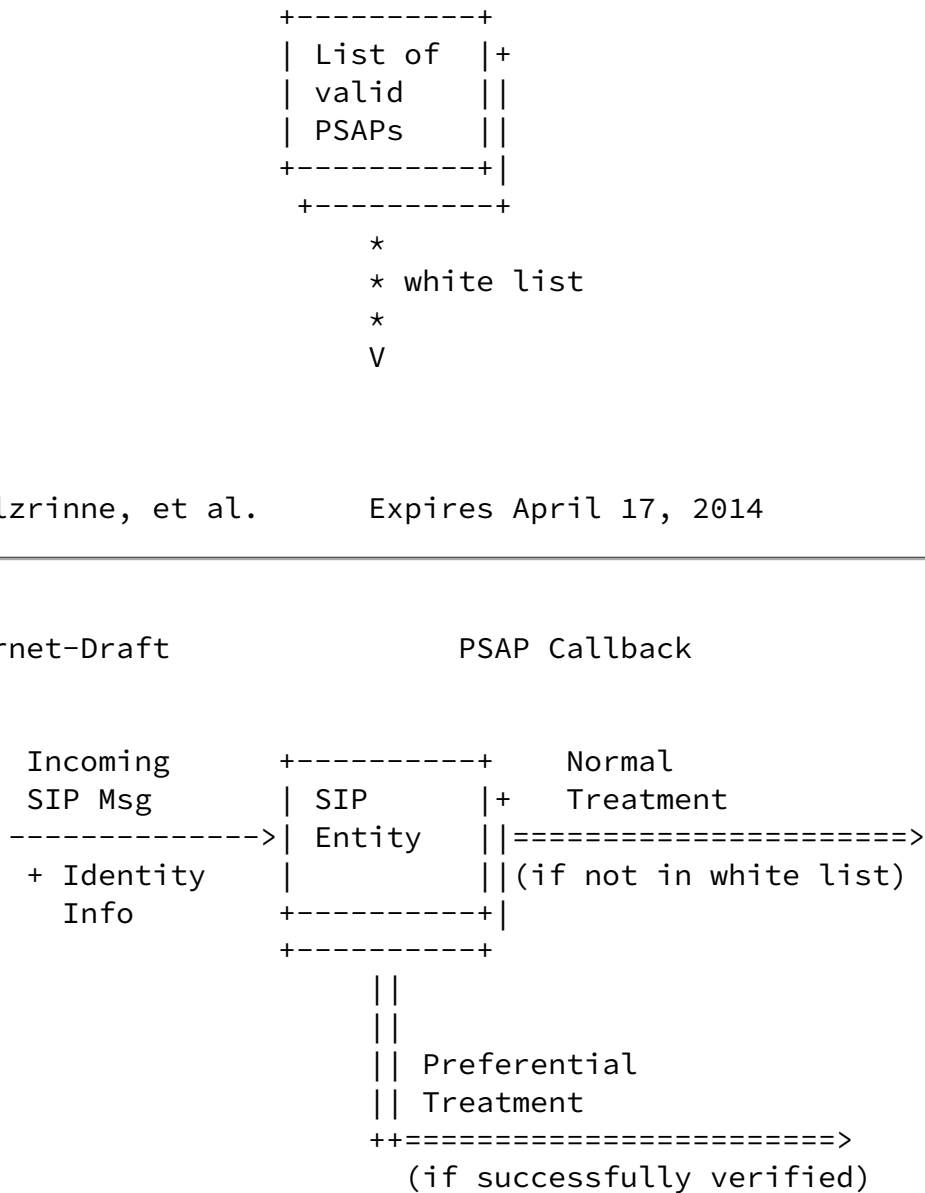 +----------+
| List of |+
| valid ||
| PSAPs ||
+----------+|
+----------+
*
* white list
*
V
lzrinne, et al. Expires April 17, 2014
rnet-Draft PSAP Callback
Incoming +----------+ Normal
SIP Msg | SIP |+ Treatment
-------------->| Entity ||======================>
+ Identity | ||(if not in white list)
Info +----------+|
+----------+
||
||
|| Preferential
|| Treatment
++========================>
(if successfully verified)